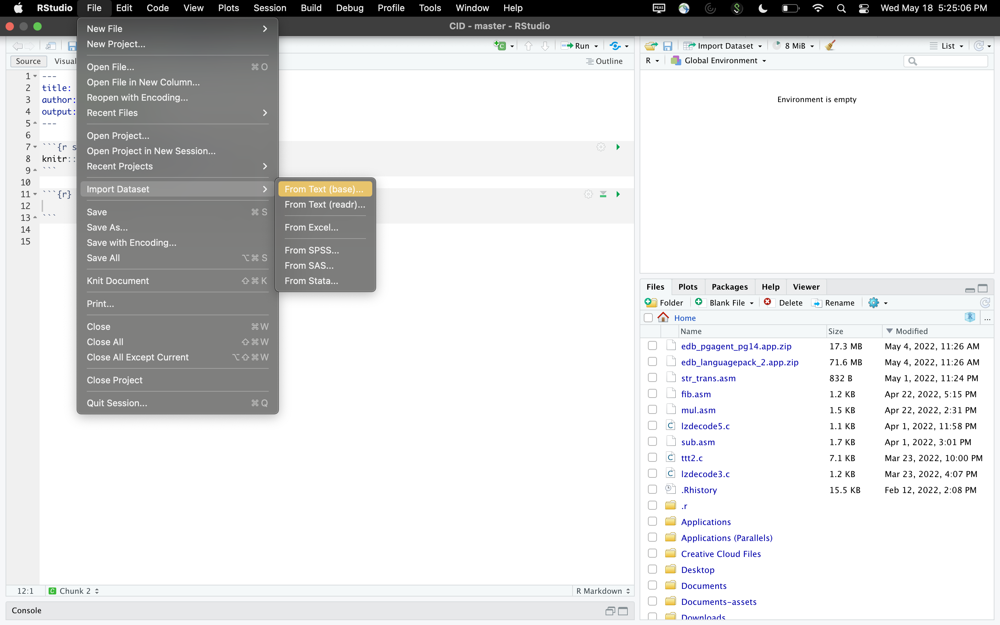 RStudio File Edit Code View Plots Session Build Debug Profile Tools Window Help PEAS Wed May 18 5:25:06 PM
CID - master - RStudio
New File
New Project...
Open File... ⌘ O
Open File in New Column...
Reopen with Encoding...
Recent Files
Open Project...
Open Project in New Session...
Recent Projects
Import Dataset
Save ⌘ S
Save As...
Save with Encoding...
Save All ⌥⌘ S
Knit Document ⇧⌘ K
Print...
Close ⌘W
Close All ⇧⌘W
Close All Except Current ⌥⇧⌘W
Close Project
Quit Session... ⌘ Q
From Text (base)...
From Text (readr)...
From Excel...
From SPSS...
From SAS...
From Stata...
Run
Source Visual Outline
1 ---
2 title:
3 author:
4 output:
5 ---
6
7 ```{r s
8 knitr::
9 ```
10
11 ```{r}
12
13 ```
14
15
12:1 C Chunk 2 R Markdown
Console
Import Dataset 8 MiB List
R Global Environment
Environment is empty
Files Plots Packages Help Viewer
Folder Blank File Delete Rename
Home R ...
Name Size Modified
edb_pgagent_pg14.app.zip 17.3 MB May 4, 2022, 11:26 AM
edb_languagepack_2.app.zip 71.6 MB May 4, 2022, 11:26 AM
str_trans.asm 832 B May 1, 2022, 11:24 PM
fib.asm 1.2 KB Apr 22, 2022, 5:15 PM
mul.asm 1.5 KB Apr 22, 2022, 2:31 PM
lzdecode5.c 1.1 KB Apr 1, 2022, 11:58 PM
sub.asm 1.7 KB Apr 1, 2022, 3:01 PM
ttt2.c 7.1 KB Mar 23, 2022, 10:00 PM
lzdecode3.c 1.2 KB Mar 23, 2022, 4:07 PM
.Rhistory 15.5 KB Feb 12, 2022, 2:08 PM
.r
Applications
Applications (Parallels)
Creative Cloud Files
Desktop
Documents
Documents-assets
Downloads